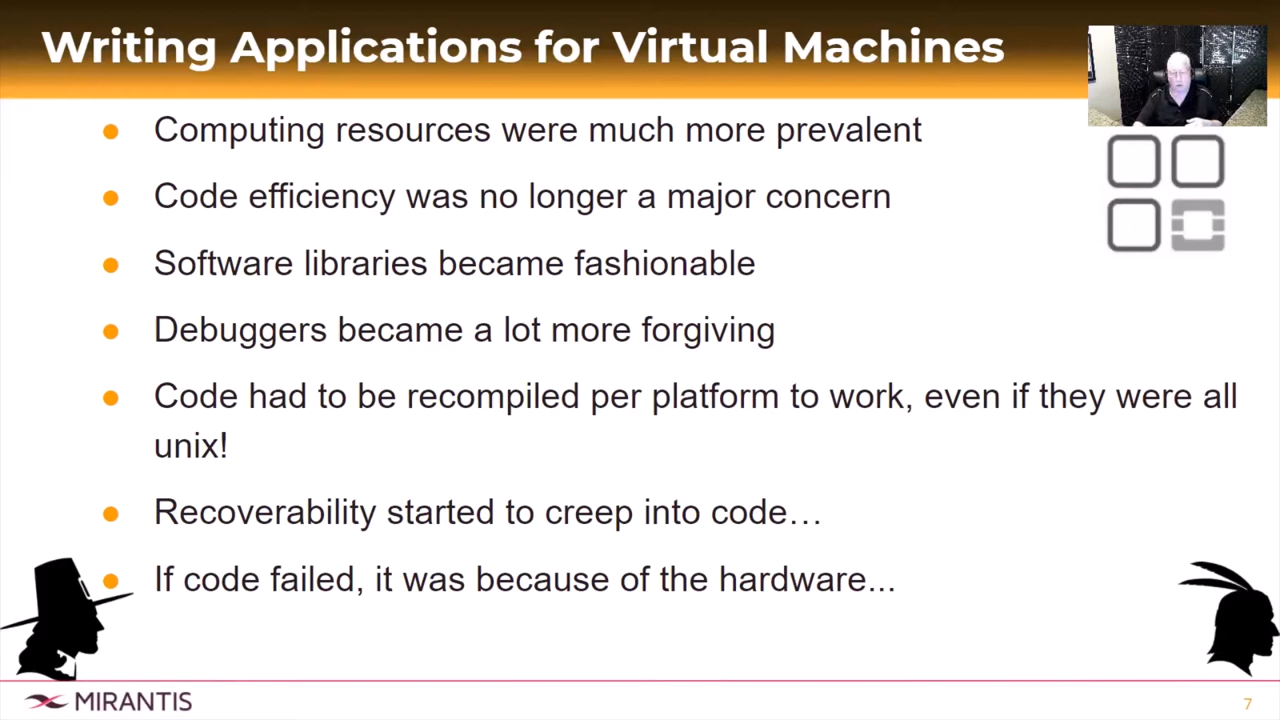 Writing Applications for Virtual Machines
● Computing resources were much more prevalent
● Code efficiency was no longer a major concern
● Software libraries became fashionable
● Debuggers became a lot more forgiving
● Code had to be recompiled per platform to work, even if they were all
unix!
● Recoverability started to creep into code…
● If code failed, it was because of the hardware...
MIRANTIS
7